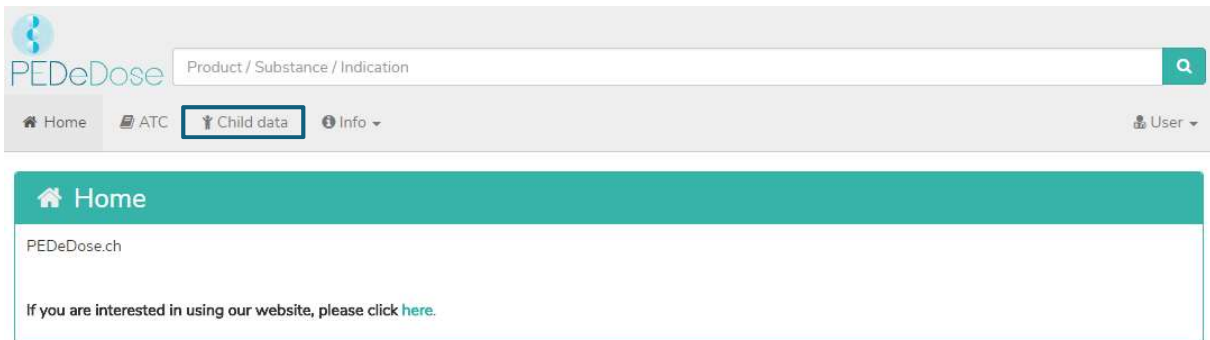 PEDeDose
Product / Substance / Indication
Home ATC Child data Info User
Home
PEDeDose.ch
If you are interested in using our website, please click here.